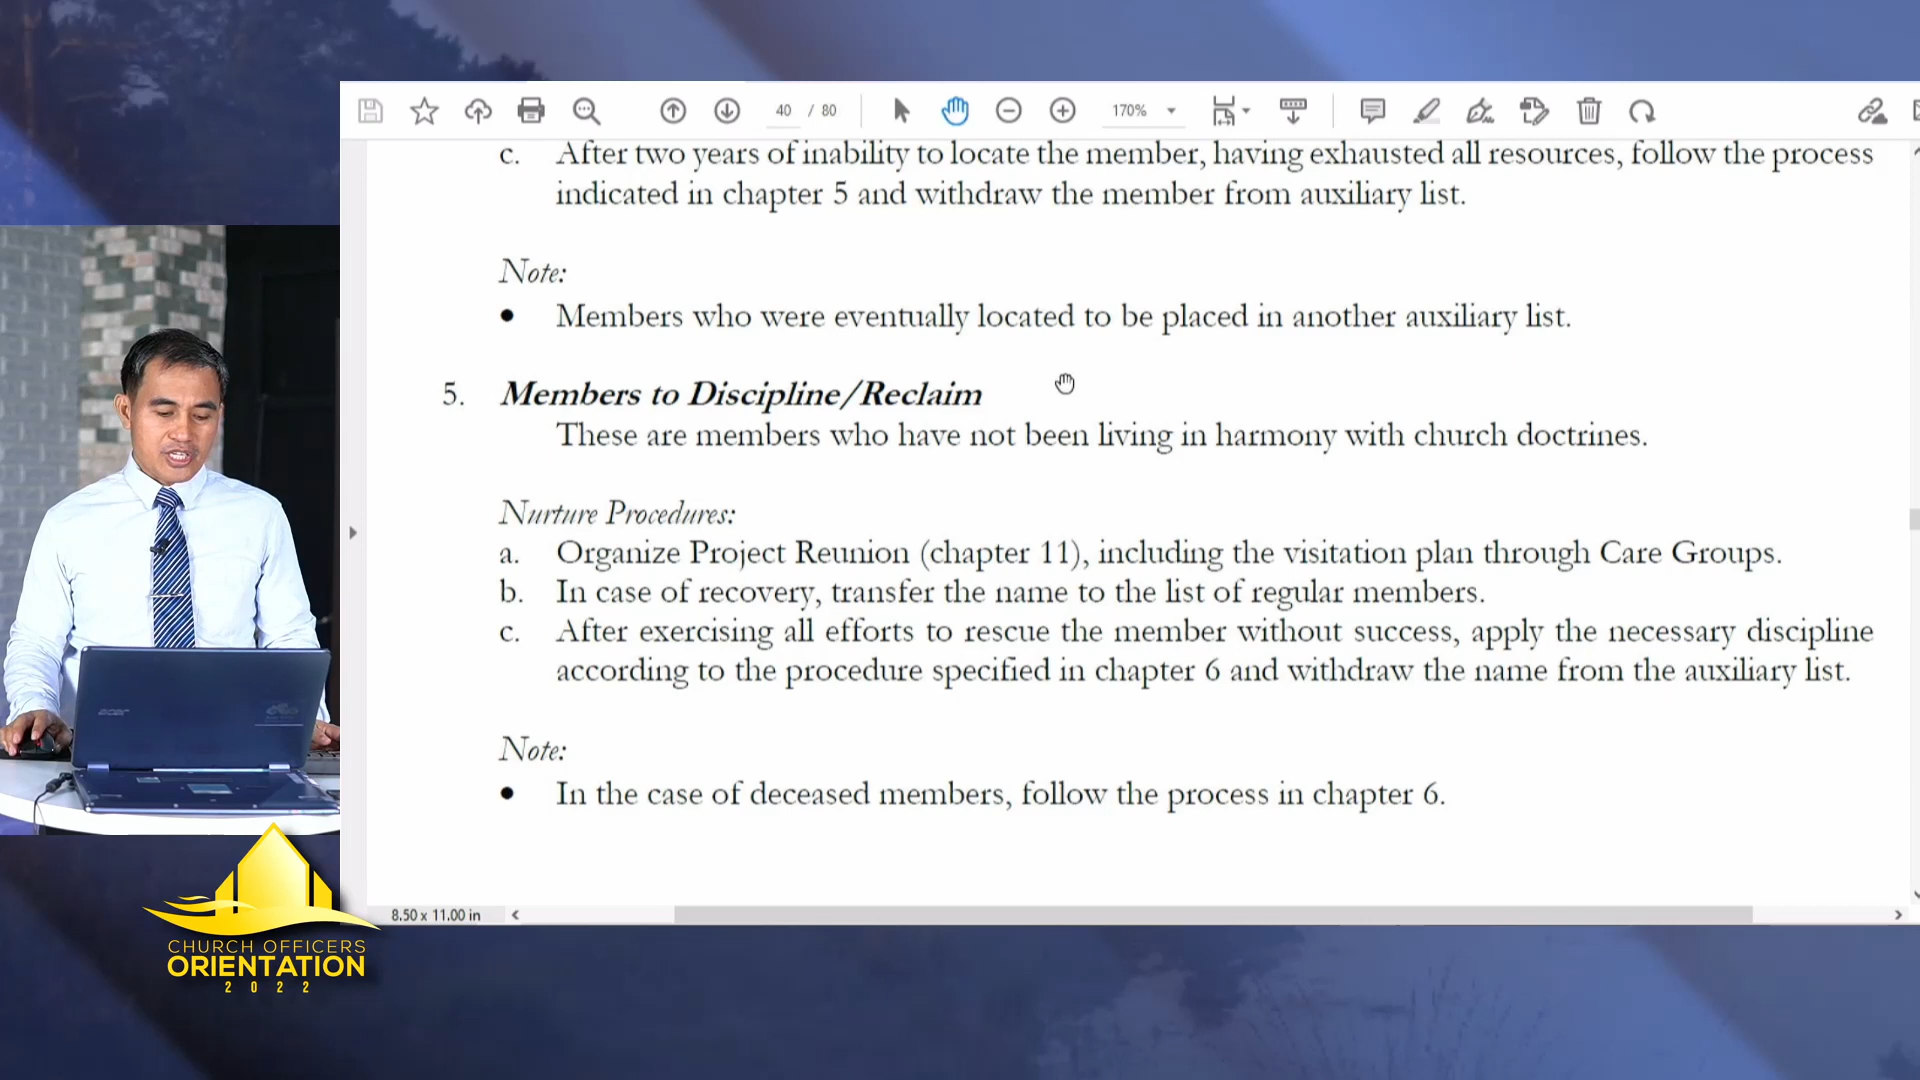 40 / 80
170%
c. After two years of inability to locate the member, having exhausted all resources, follow the process
indicated in chapter 5 and withdraw the member from auxiliary list.
Note:
• Members who were eventually located to be placed in another auxiliary list.
5. Members to Discipline/Reclaim
These are members who have not been living in harmony with church doctrines.
Nurture Procedures:
a. Organize Project Reunion (chapter 11), including the visitation plan through Care Groups.
b. In case of recovery, transfer the name to the list of regular members.
c. After exercising all efforts to rescue the member without success, apply the necessary discipline
according to the procedure specified in chapter 6 and withdraw the name from the auxiliary list.
Note:
• In the case of deceased members, follow the process in chapter 6.
8.50 x 11.00 in
acer
CHURCH OFFICERS
ORIENTATION
2022